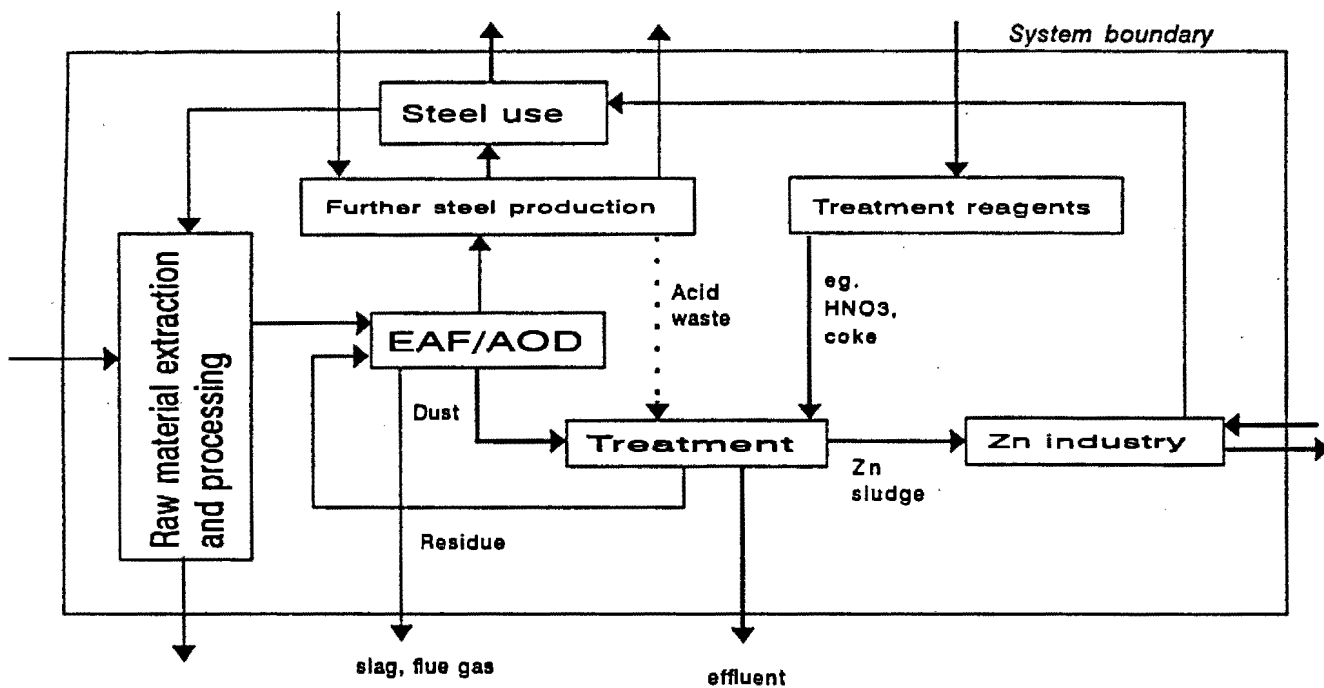 System boundary
Steel use
Further steel production
Treatment reagents
Raw material extraction
and processing
Acid
waste
eg.
HNO3,
coke
EAF/AOD
Dust
Treatment
Zn industry
Zn
sludge
Residue
slag, flue gas
effluent